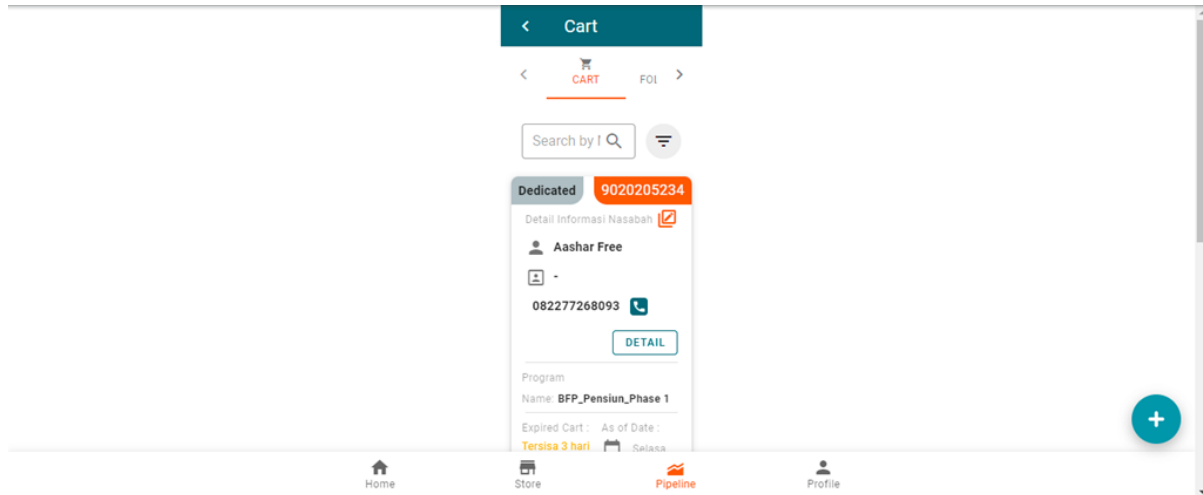 Cart
CART FOL
Search by
Dedicated 9020205234
Detail Informasi Nasabah
Aashar Free
-
082277268093
DETAIL
Program
Name: BFP_Pensiun_Phase 1
Expired Cart : As of Date :
Tersisa 3 hari Selasa
Home Store Pipeline Profile